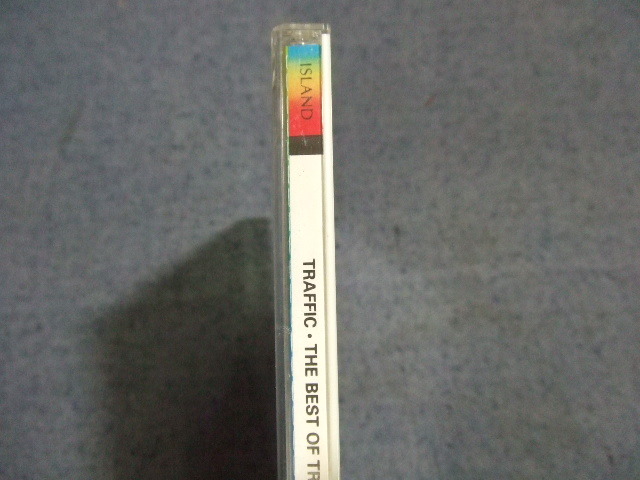 ISLAND
TRAFFIC • THE BEST OF TR